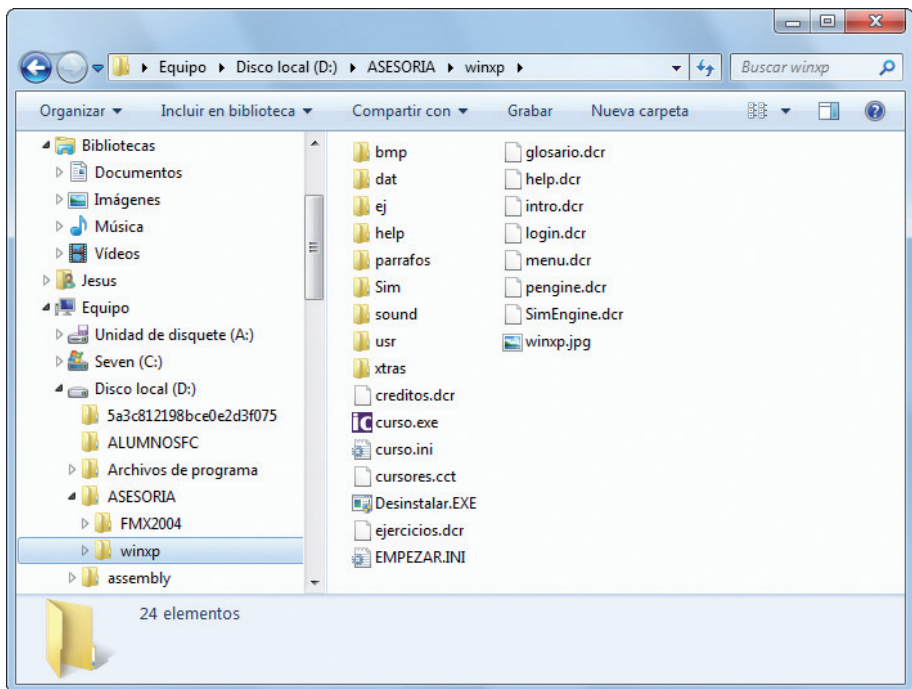 Equipo Disco local (D:) ASESORIA winxp Buscar winxp
Organizar Incluir en biblioteca Compartir con Grabar Nueva carpeta
Bibliotecas
Documentos
Imágenes
Música
Vídeos
Jesus
Equipo
Unidad de disquete (A:)
Seven (C:)
Disco local (D:)
5a3c812198bce0e2d3f075
ALUMNOSFC
Archivos de programa
ASESORIA
FMX2004
winxp
assembly
bmp
dat
ej
help
parrafos
Sim
sound
usr
xtras
creditos.dcr
ic curso.exe
curso.ini
cursores.cct
Desinstalar.EXE
ejercicios.dcr
EMPEZAR.INI
glosario.dcr
help.dcr
intro.dcr
login.dcr
menu.dcr
pengine.dcr
SimEngine.dcr
winxp.jpg
24 elementos